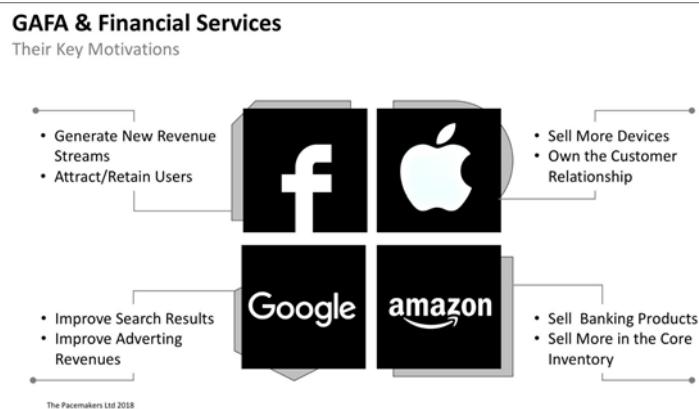 GAFA & Financial Services
Their Key Motivations
• Generate New Revenue
Streams
• Attract/Retain Users
f
• Sell More Devices
• Own the Customer
Relationship
• Improve Search Results
• Improve Adverting
Revenues
Google
amazon
• Sell Banking Products
• Sell More in the Core
Inventory
The Pacemakers Ltd 2018